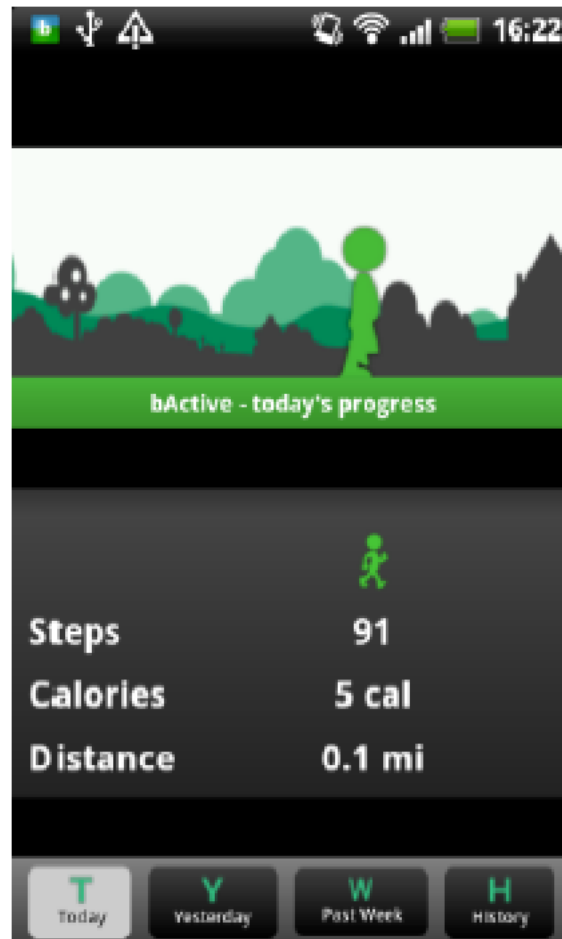 b 16:22
bActive - today's progress
Steps 91
Calories 5 cal
Distance 0.1 mi
T Y W H
Today Yesterday Past Week History